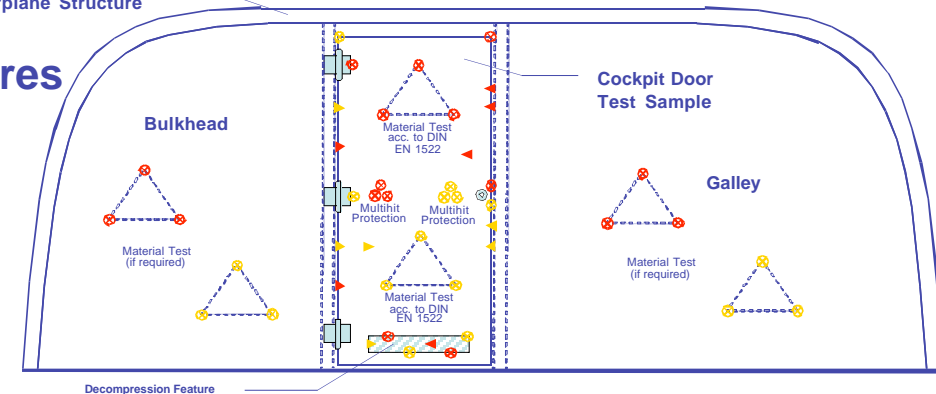 rplane Structure
res
Cockpit Door
Test Sample
Bulkhead
Material Test
acc. to DIN
EN 1522
Galley
Multihit
Protection
Multihit
Protection
Material Test
(if required)
Material Test
(if required)
Material Test
acc. to DIN
EN 1522
Decompression Feature